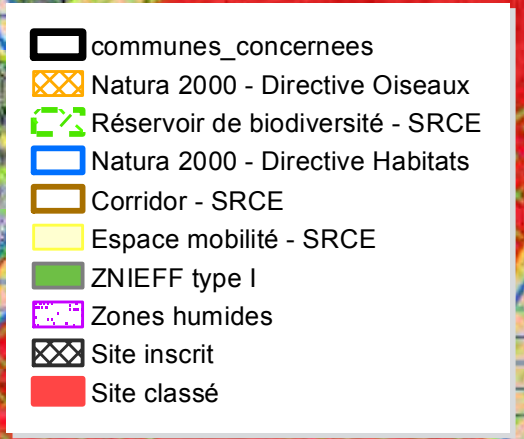 communes_concernees
Natura 2000 - Directive Oiseaux
Réservoir de biodiversité - SRCE
Natura 2000 - Directive Habitats
Corridor - SRCE
Espace mobilité - SRCE
ZNIEFF type I
Zones humides
Site inscrit
Site classé